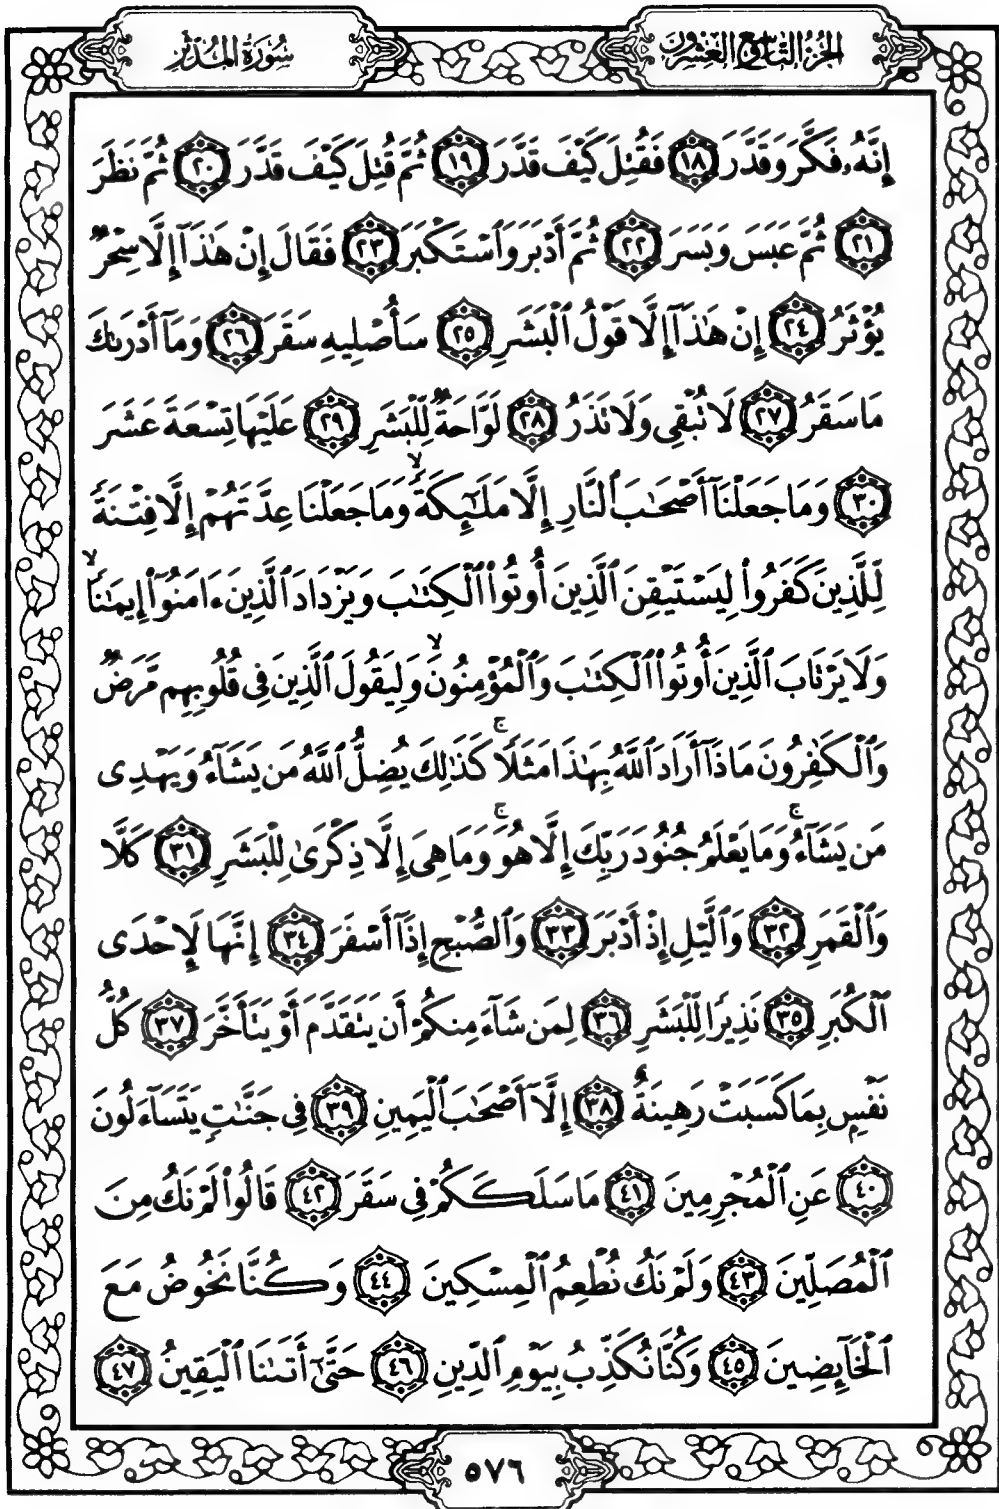 الجزء التاسع والعشرون
سورة المدثر
إِنَّهُۥ فَكَّرَ وَقَدَّرَ ١٨ فَقُتِلَ كَيْفَ قَدَّرَ ١٩ ثُمَّ قُتِلَ كَيْفَ قَدَّرَ ٢٠ ثُمَّ نَظَرَ
٢١ ثُمَّ عَبَسَ وَبَسَرَ ٢٢ ثُمَّ أَدْبَرَ وَٱسْتَكْبَرَ ٢٣ فَقَالَ إِنْ هَٰذَآ إِلَّا سِحْرٌ
يُؤْثَرُ ٢٤ إِنْ هَٰذَآ إِلَّا قَوْلُ ٱلْبَشَرِ ٢٥ سَأُصْلِيهِ سَقَرَ ٢٦ وَمَآ أَدْرَىٰكَ
مَا سَقَرُ ٢٧ لَا تُبْقِى وَلَا تَذَرُ ٢٨ لَوَّاحَةٌ لِّلْبَشَرِ ٢٩ عَلَيْهَا تِسْعَةَ عَشَرَ
٣٠ وَمَا جَعَلْنَآ أَصْحَٰبَ ٱلنَّارِ إِلَّا مَلَٰٓئِكَةً ۙ وَمَا جَعَلْنَا عِدَّتَهُمْ إِلَّا فِتْنَةً
لِّلَّذِينَ كَفَرُوا۟ لِيَسْتَيْقِنَ ٱلَّذِينَ أُوتُوا۟ ٱلْكِتَٰبَ وَيَزْدَادَ ٱلَّذِينَ ءَامَنُوٓا۟ إِيمَٰنًا ۙ
وَلَا يَرْتَابَ ٱلَّذِينَ أُوتُوا۟ ٱلْكِتَٰبَ وَٱلْمُؤْمِنُونَ ۙ وَلِيَقُولَ ٱلَّذِينَ فِى قُلُوبِهِم مَّرَضٌ
وَٱلْكَٰفِرُونَ مَاذَآ أَرَادَ ٱللَّهُ بِهَٰذَا مَثَلًا ۚ كَذَٰلِكَ يُضِلُّ ٱللَّهُ مَن يَشَآءُ وَيَهْدِى
مَن يَشَآءُ ۚ وَمَا يَعْلَمُ جُنُودَ رَبِّكَ إِلَّا هُوَ ۚ وَمَا هِىَ إِلَّا ذِكْرَىٰ لِلْبَشَرِ ٣١ كَلَّا
وَٱلْقَمَرِ ٣٢ وَٱلَّيْلِ إِذْ أَدْبَرَ ٣٣ وَٱلصُّبْحِ إِذَآ أَسْفَرَ ٣٤ إِنَّهَا لَإِحْدَى
ٱلْكُبَرِ ٣٥ نَذِيرًا لِّلْبَشَرِ ٣٦ لِمَن شَآءَ مِنكُمْ أَن يَتَقَدَّمَ أَوْ يَتَأَخَّرَ ٣٧ كُلُّ
نَفْسٍۭ بِمَا كَسَبَتْ رَهِينَةٌ ٣٨ إِلَّآ أَصْحَٰبَ ٱلْيَمِينِ ٣٩ فِى جَنَّٰتٍ يَتَسَآءَلُونَ
٤٠ عَنِ ٱلْمُجْرِمِينَ ٤١ مَا سَلَكَكُمْ فِى سَقَرَ ٤٢ قَالُوا۟ لَمْ نَكُ مِنَ
ٱلْمُصَلِّينَ ٤٣ وَلَمْ نَكُ نُطْعِمُ ٱلْمِسْكِينَ ٤٤ وَكُنَّا نَخُوضُ مَعَ
ٱلْخَآئِضِينَ ٤٥ وَكُنَّا نُكَذِّبُ بِيَوْمِ ٱلدِّينِ ٤٦ حَتَّىٰٓ أَتَىٰنَا ٱلْيَقِينُ ٤٧
٥٧٦